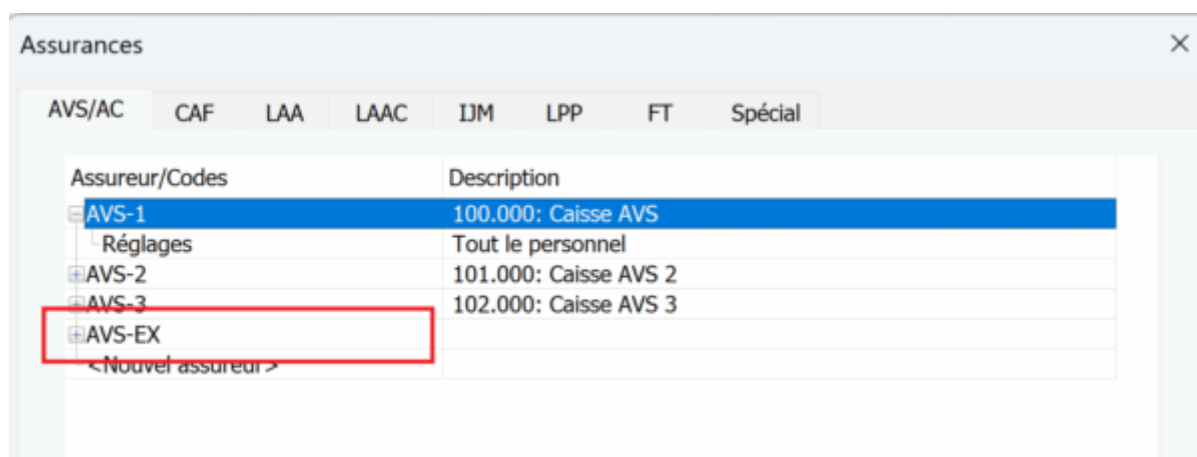 Assurances
AVS/AC CAF LAA LAAC IJM LPP FT Spécial
Assureur/Codes Description
AVS-1 100.000: Caisse AVS
Réglages Tout le personnel
AVS-2 101.000: Caisse AVS 2
AVS-3 102.000: Caisse AVS 3
AVS-EX
<Nouvel assureur>